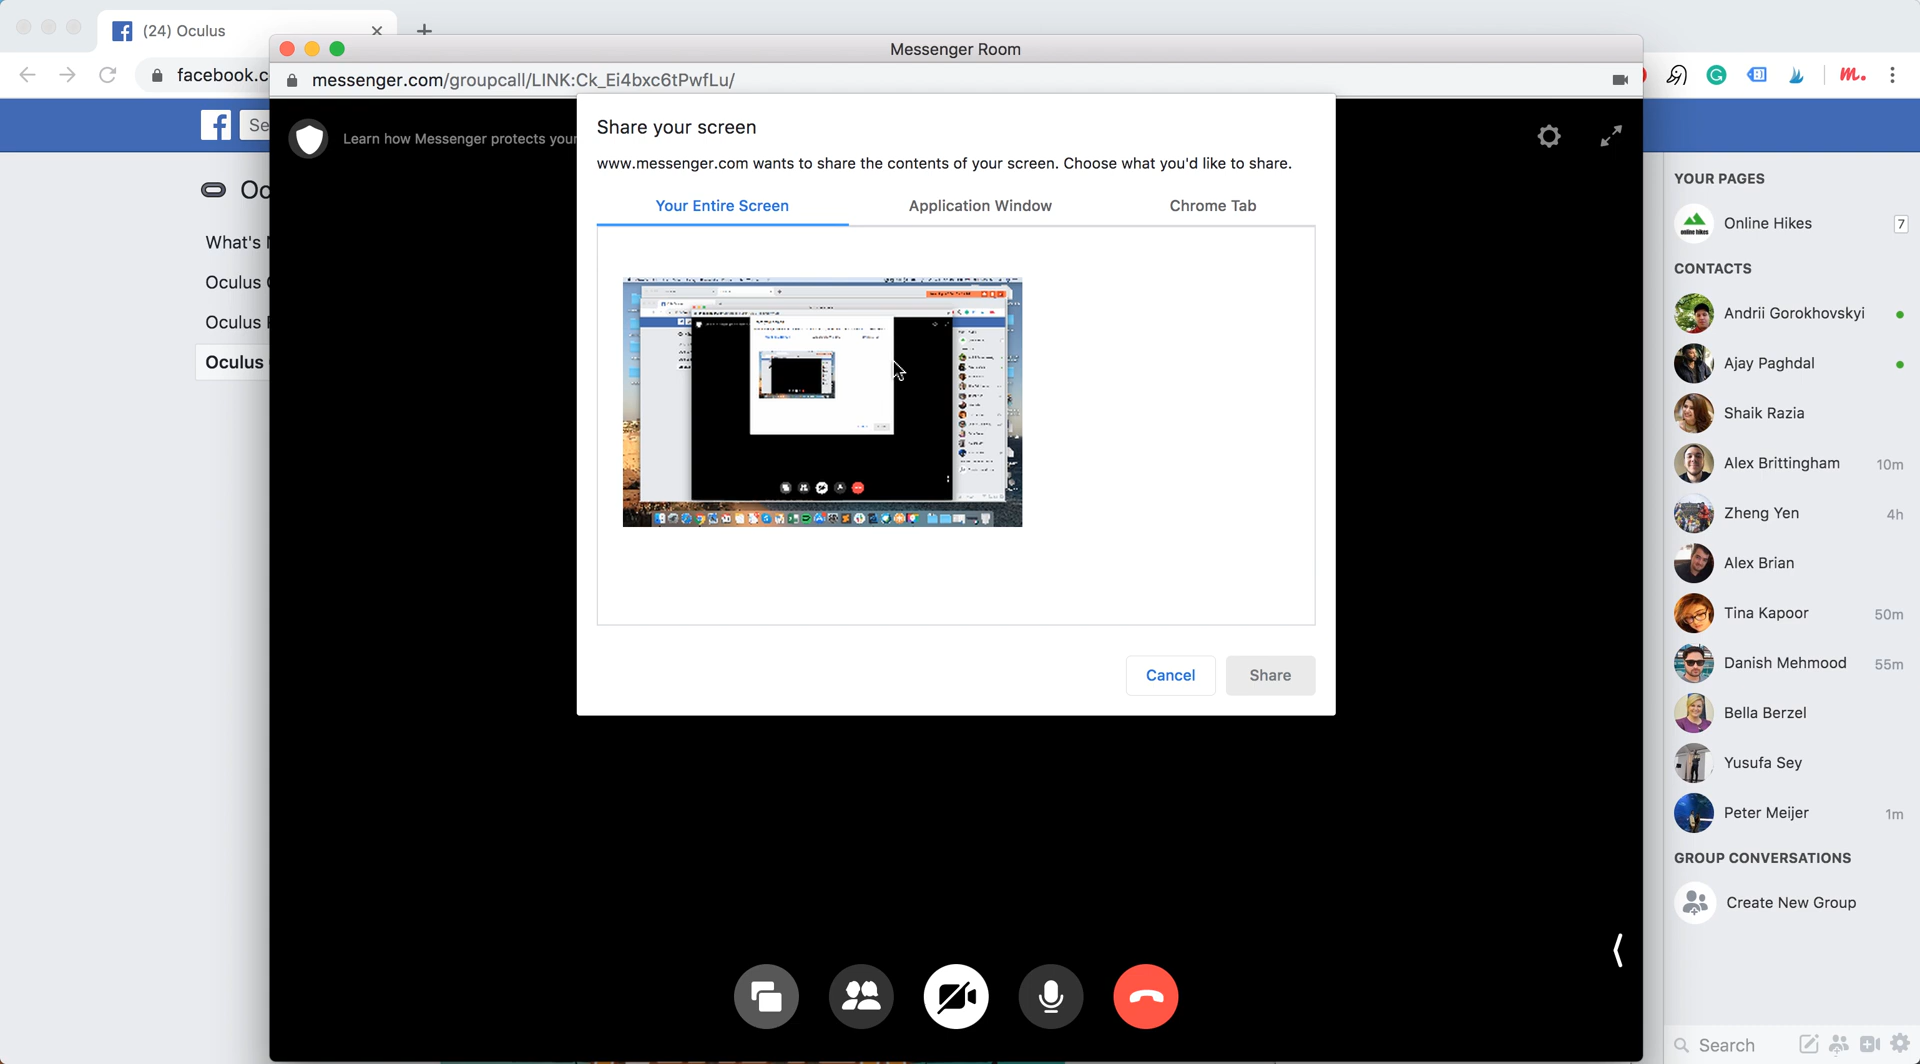 (24) Oculus
Messenger Room
facebook.c
messenger.com/groupcall/LINK:Ck_Ei4bxc6tPwfLu/
m.
Se
Learn how Messenger protects your
Share your screen
www.messenger.com wants to share the contents of your screen. Choose what you'd like to share.
Your Entire Screen Application Window Chrome Tab
Cancel Share
Oc
What's
Oculus
Oculus
Oculus
YOUR PAGES
Online Hikes 7
CONTACTS
Andrii Gorokhovskyi
Ajay Paghdal
Shaik Razia
Alex Brittingham 10m
Zheng Yen 4h
Alex Brian
Tina Kapoor 50m
Danish Mehmood 55m
Bella Berzel
Yusufa Sey
Peter Meijer 1m
GROUP CONVERSATIONS
Create New Group
Search